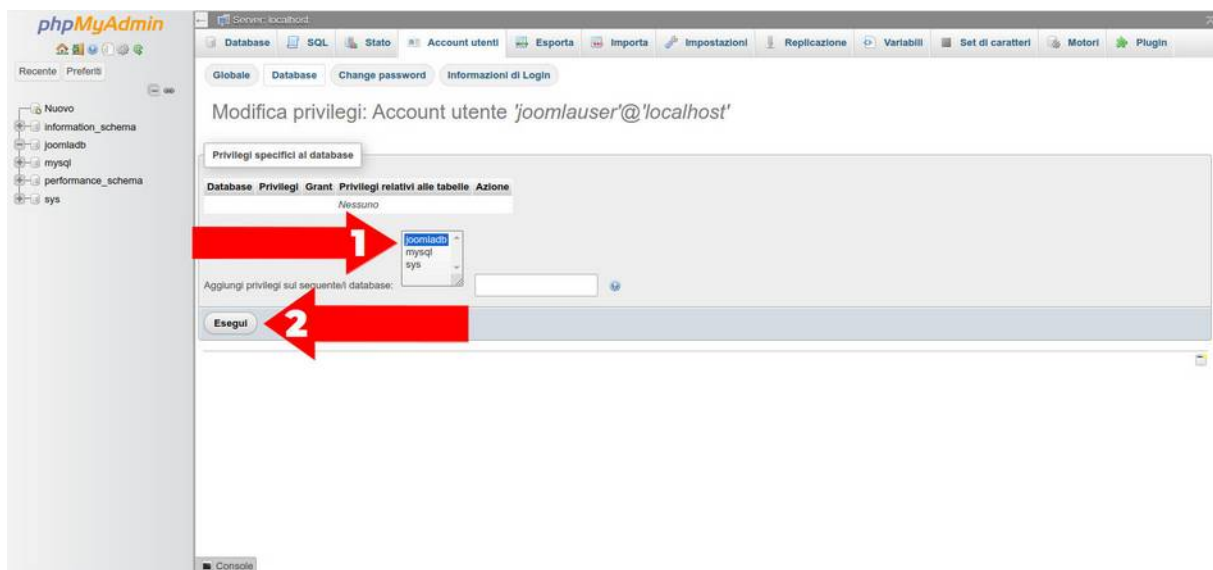 phpMyAdmin
Recente Preferiti
Nuovo
information_schema
joomladb
mysql
performance_schema
sys
Server: localhost
Database SQL Stato Account utenti Esporta Importa Impostazioni Replicazione Variabili Set di caratteri Motori Plugin
Globale Database Change password Informazioni di Login
Modifica privilegi: Account utente 'joomlauser'@'localhost'
Privilegi specifici al database
Database Privilegi Grant Privilegi relativi alle tabelle Azione
Nessuno
1
joomladb
mysql
sys
Aggiungi privilegi sul seguente/i database:
Esegui
2
Console